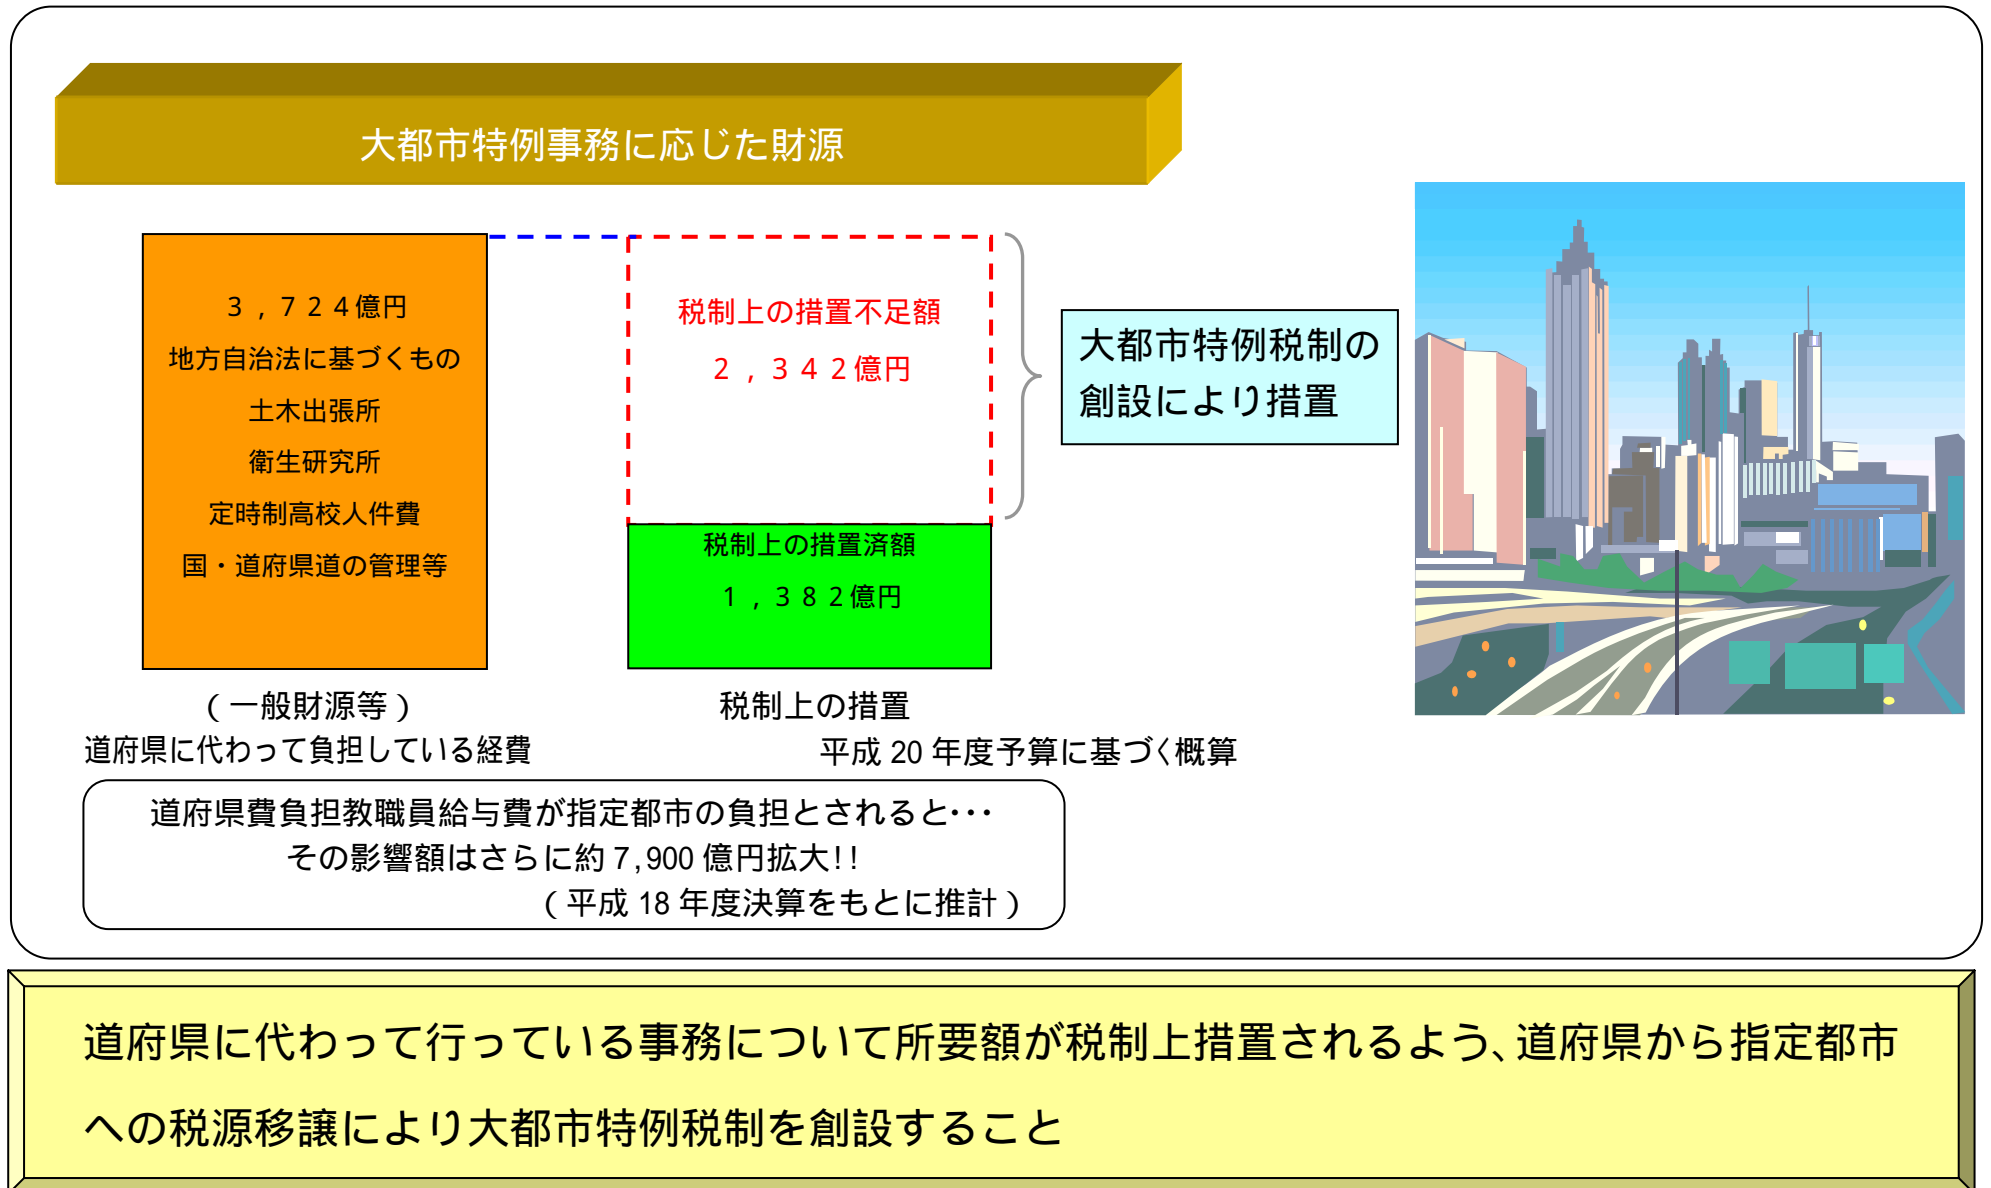 大都市特例事務に応じた財源
３，７２４億円
地方自治法に基づくもの
土木出張所
衛生研究所
定時制高校人件費
国・道府県道の管理等
税制上の措置不足額
２，３４２億円
税制上の措置済額
１，３８２億円
大都市特例税制の
創設により措置
（一般財源等）
道府県に代わって負担している経費
税制上の措置
平成 20 年度予算に基づく概算
道府県費負担教職員給与費が指定都市の負担とされると･･･
その影響額はさらに約 7,900 億円拡大!!
（平成 18 年度決算をもとに推計）
道府県に代わって行っている事務について所要額が税制上措置されるよう、道府県から指定都市
への税源移譲により大都市特例税制を創設すること